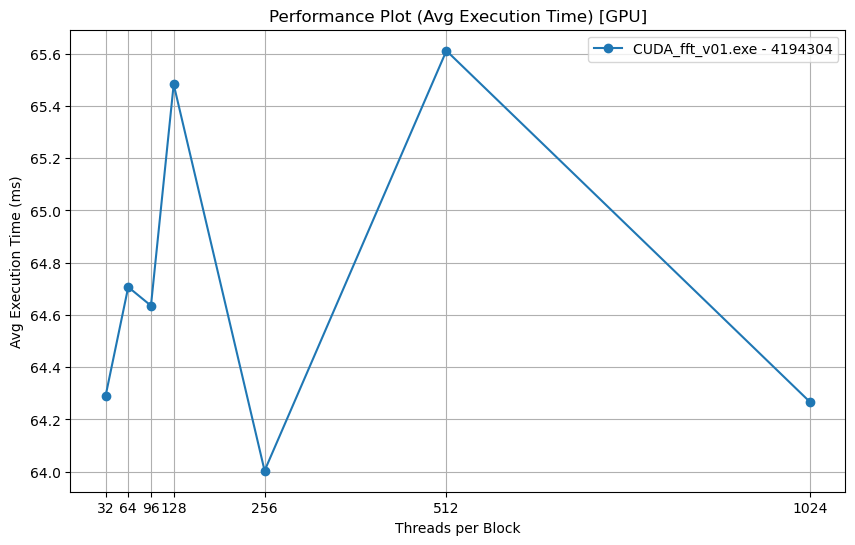 Performance Plot (Avg Execution Time) [GPU]
CUDA_fft_v01.exe - 4194304
Avg Execution Time (ms)
65.6
65.4
65.2
65.0
64.8
64.6
64.4
64.2
64.0
32 64 96 128 256 512 1024
Threads per Block